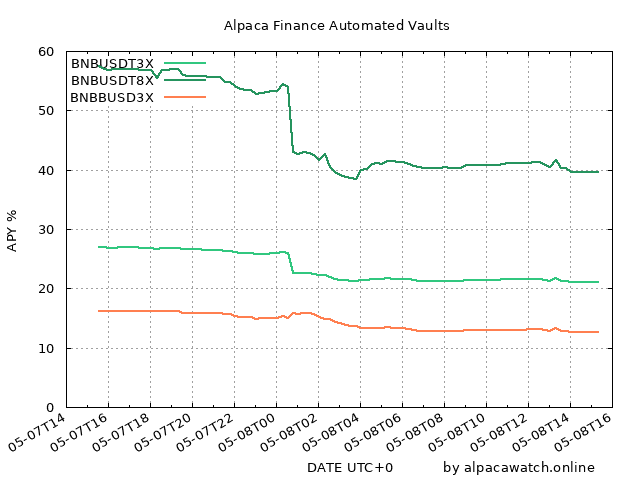 Alpaca Finance Automated Vaults
BNBUSDT3X
BNBUSDT8X
BNBBUSD3X
APY %
60
50
40
30
20
10
0
05-07T14
05-07T16
05-07T18
05-07T20
05-07T22
05-08T00
05-08T02
05-08T04
05-08T06
05-08T08
05-08T10
05-08T12
05-08T14
05-08T16
DATE UTC+0
by alpacawatch.online